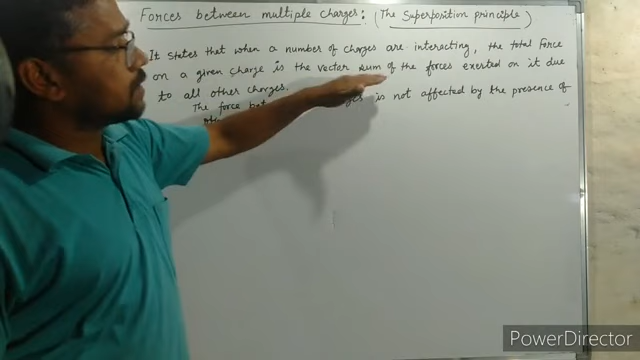 Forces between multiple charges: (The Superposition principle)
It states that when a number of charges are interacting, the total force
on a given charge is the vector sum of the forces exerted on it due
to all other charges.
The force bet is not affected by the presence of
PowerDirector